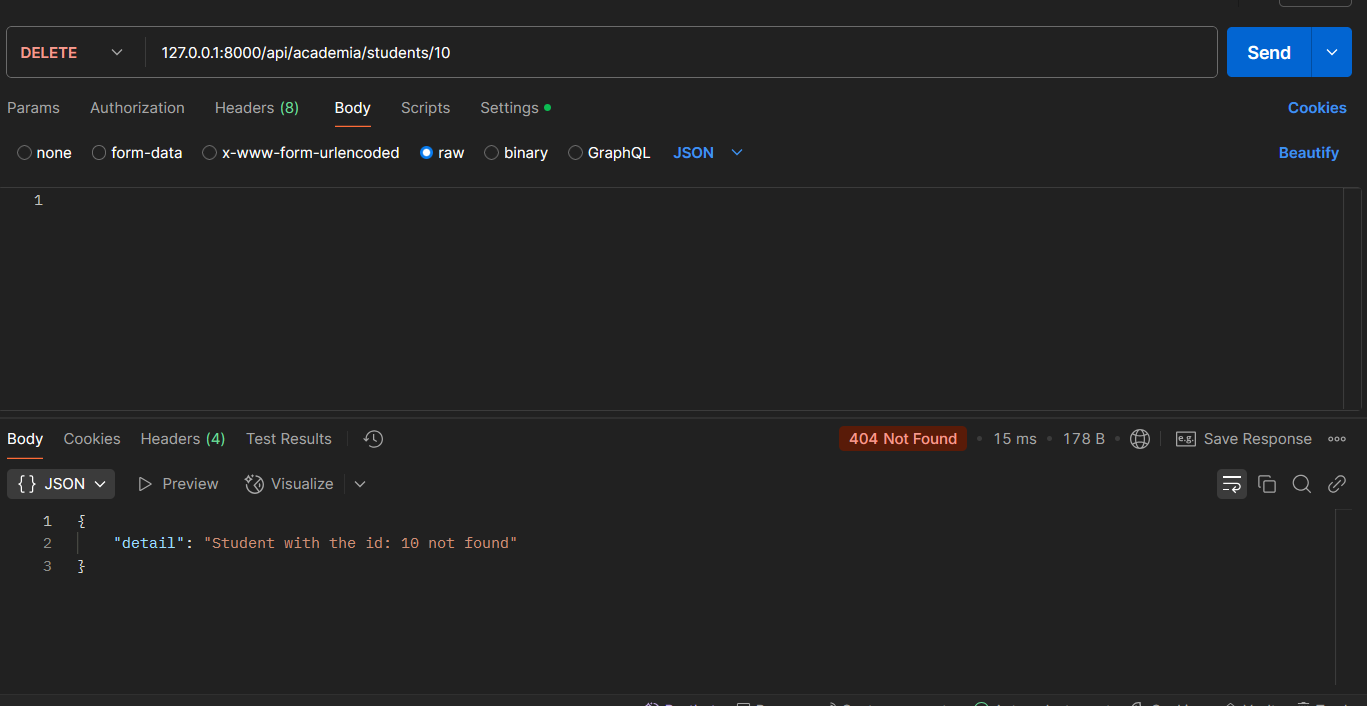 DELETE 127.0.0.1:8000/api/academia/students/10 Send
Params Authorization Headers (8) Body Scripts Settings Cookies
none form-data x-www-form-urlencoded raw binary GraphQL JSON Beautify
1
Body Cookies Headers (4) Test Results 404 Not Found 15 ms 178 B e.g. Save Response
{} JSON Preview Visualize
1 {
2 "detail": "Student with the id: 10 not found"
3 }